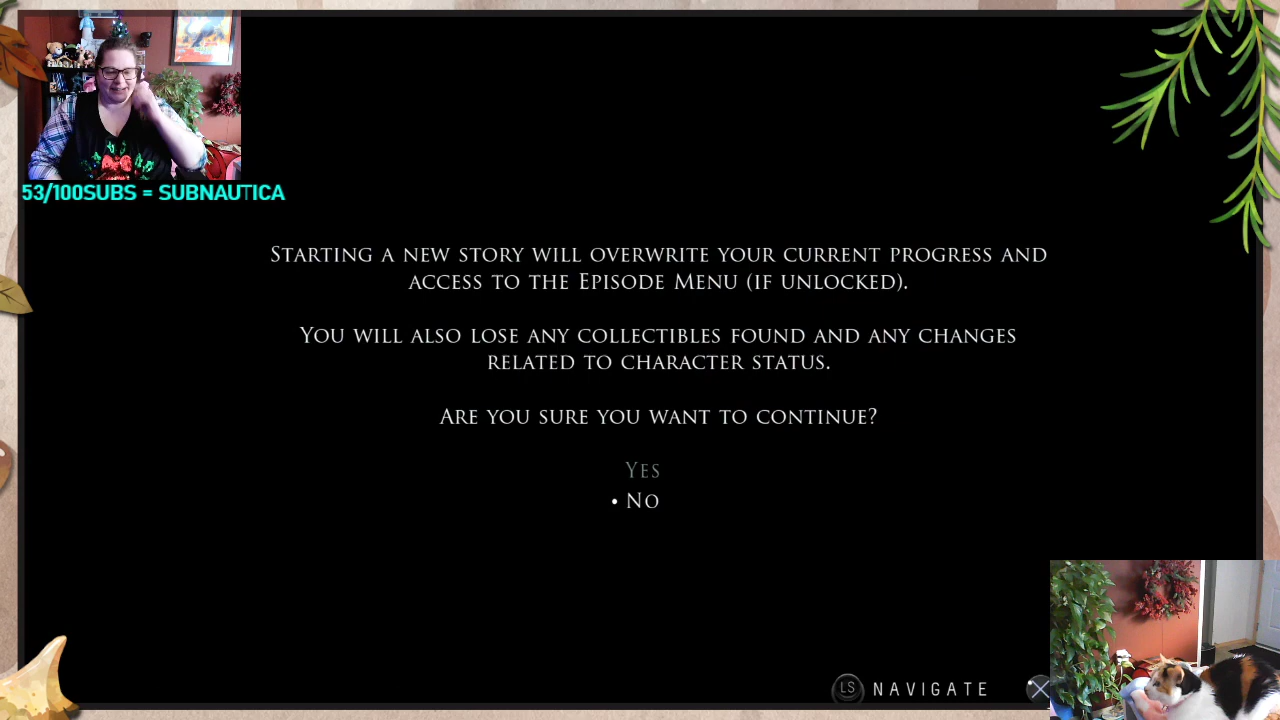 53/100SUBS = SUBNAUTICA
Starting a new story will overwrite your current progress and
access to the Episode Menu (if unlocked).
You will also lose any collectibles found and any changes
related to character status.
Are you sure you want to continue?
Yes
• No
LS NAVIGATE